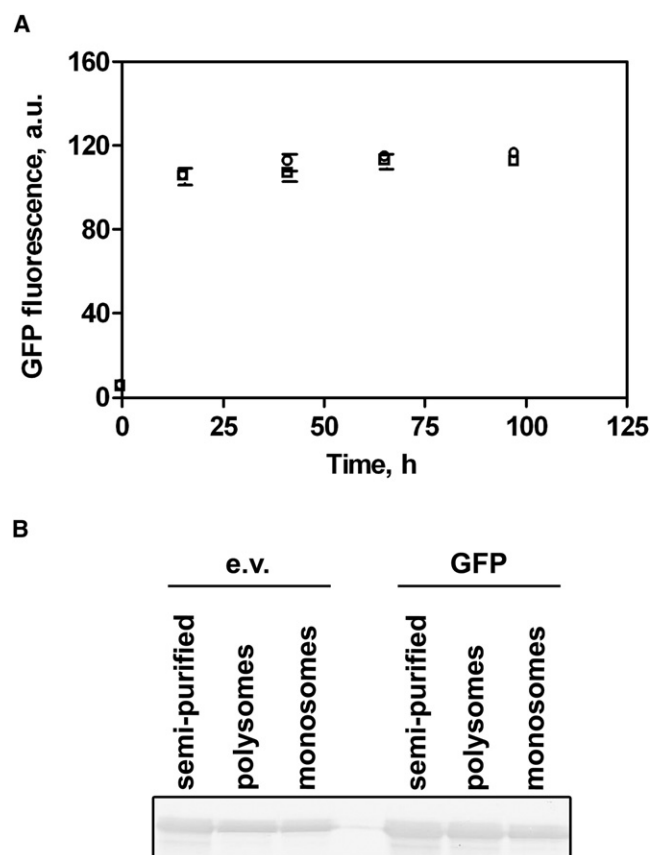 A
GFP fluorescence, a.u.
160
120
80
40
0
0 25 50 75 100 125
Time, h
B
e.v. GFP
semi-purified polysomes monosomes semi-purified polysomes monosomes